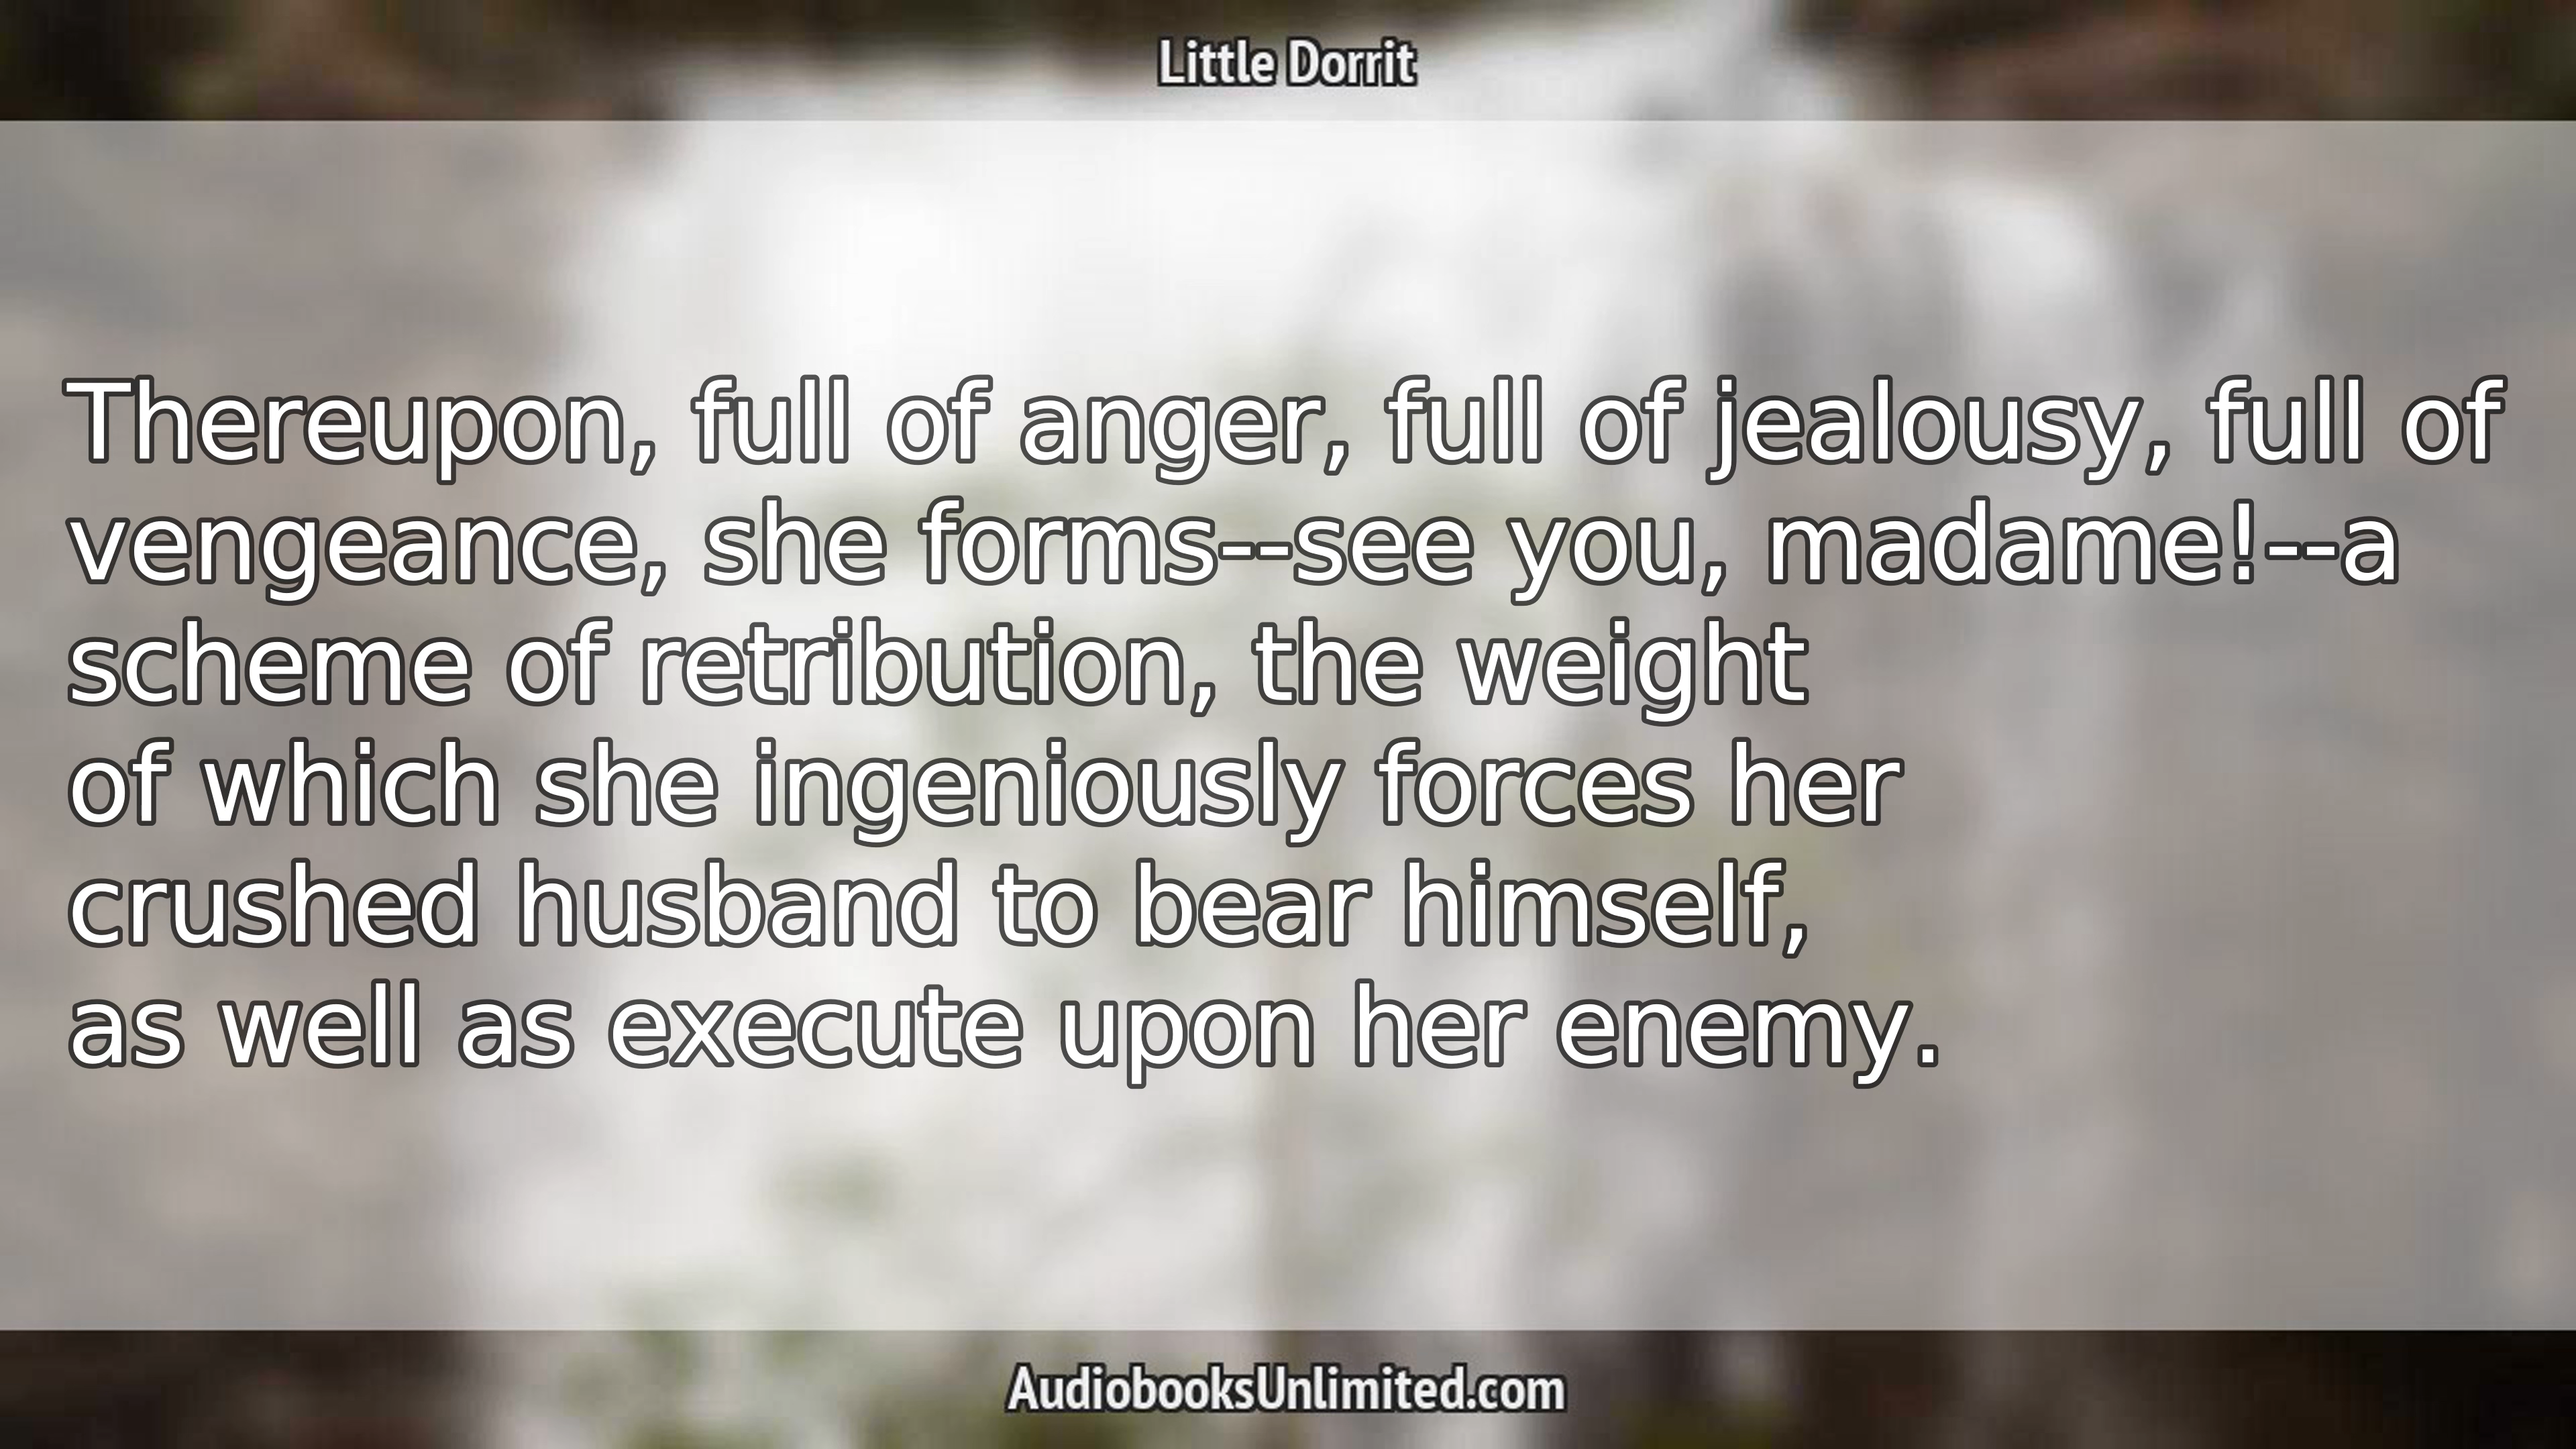 Little Dorrit
Thereupon, full of anger, full of jealousy, full of
vengeance, she forms--see you, madame!--a
scheme of retribution, the weight
of which she ingeniously forces her
crushed husband to bear himself,
as well as execute upon her enemy.
AudiobooksUnlimited.com